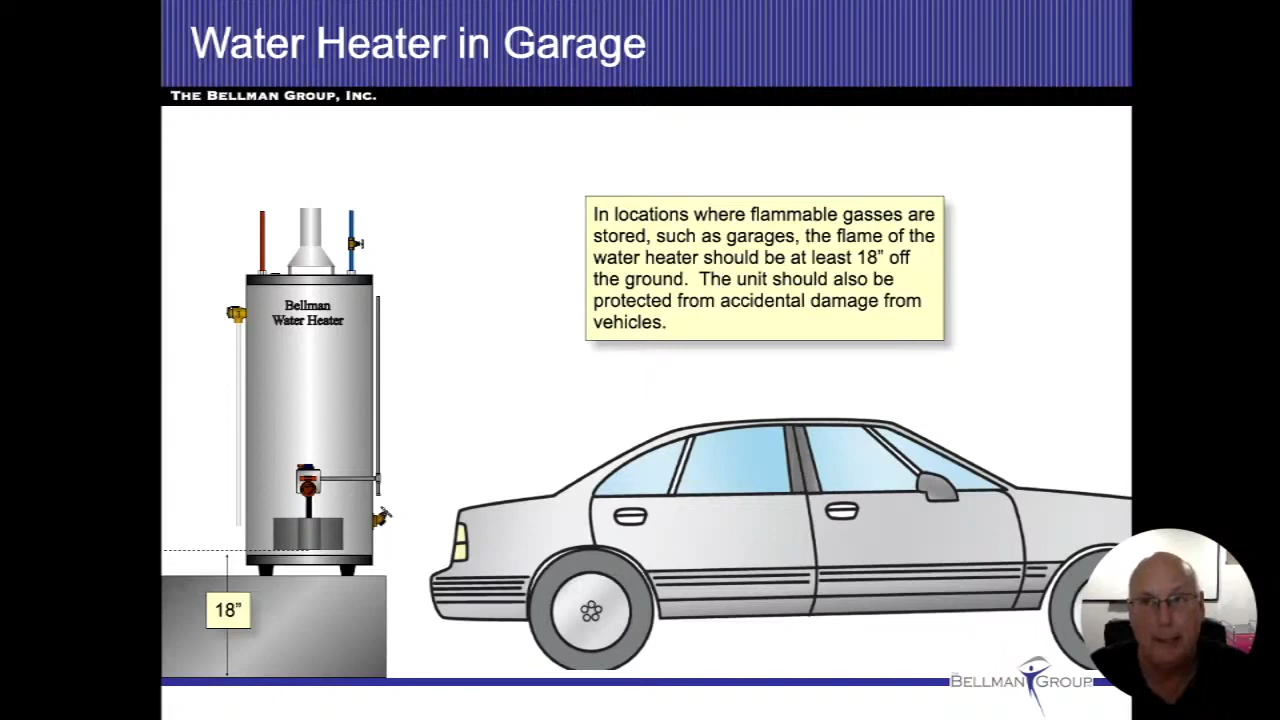 Water Heater in Garage
THE BELLMAN GROUP, INC.
In locations where flammable gasses are
stored, such as garages, the flame of the
water heater should be at least 18” off
the ground.  The unit should also be
protected from accidental damage from
vehicles.
Bellman
Water Heater
18”
BELLMAN GROUP